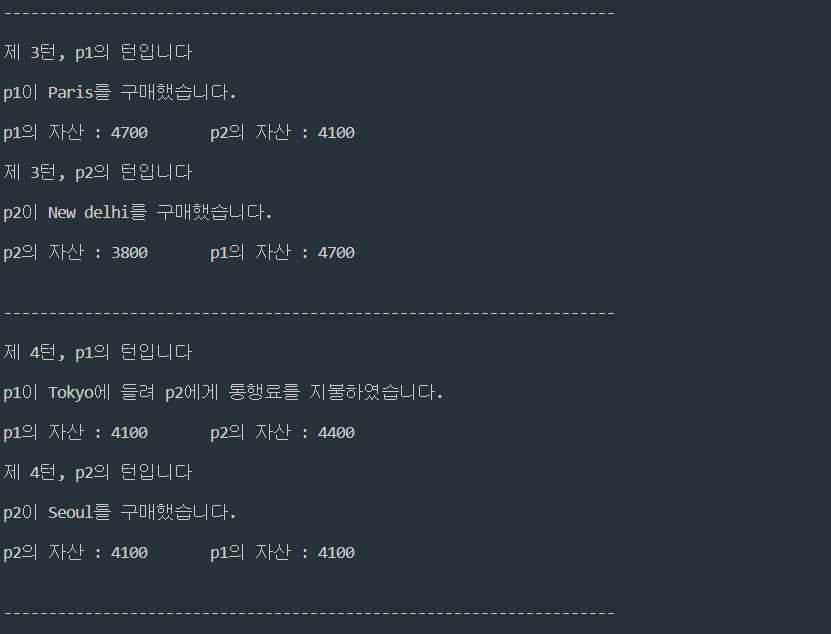 --------------------------------------------------------------------
제 3턴, p1의 턴입니다
p1이 Paris를 구매했습니다.
p1의 자산 : 4700 p2의 자산 : 4100
제 3턴, p2의 턴입니다
p2이 New delhi를 구매했습니다.
p2의 자산 : 3800 p1의 자산 : 4700
--------------------------------------------------------------------
제 4턴, p1의 턴입니다
p1이 Tokyo에 들려 p2에게 통행료를 지불하였습니다.
p1의 자산 : 4100 p2의 자산 : 4400
제 4턴, p2의 턴입니다
p2이 Seoul를 구매했습니다.
p2의 자산 : 4100 p1의 자산 : 4100
--------------------------------------------------------------------